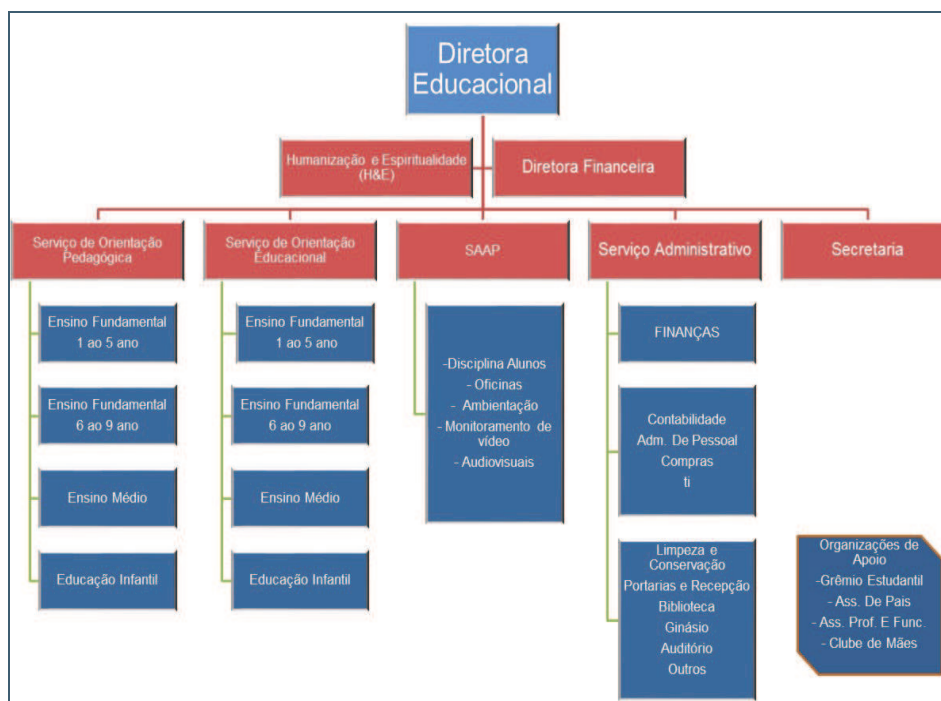 Diretora
Educacional
Humanização e Espiritualidade
(H&E)
Diretora Financeira
Serviço de Orientação
Pedagógica
Serviço de Orientação
Educacional
SAAP
Serviço Administrativo
Secretaria
Ensino Fundamental
1 ao 5 ano
Ensino Fundamental
6 ao 9 ano
Ensino Médio
Educação Infantil
Ensino Fundamental
1 ao 5 ano
Ensino Fundamental
6 ao 9 ano
Ensino Médio
Educação Infantil
-Disciplina Alunos
- Oficinas
- Ambientação
- Monitoramento de
vídeo
- Audiovisuais
FINANÇAS
Contabilidade
Adm. De Pessoal
Compras
ti
Limpeza e
Conservação
Portarias e Recepção
Biblioteca
Ginásio
Auditório
Outros
Organizações de
Apoio
-Grêmio Estudantil
- Ass. De Pais
- Ass. Prof. E Func.
- Clube de Mães